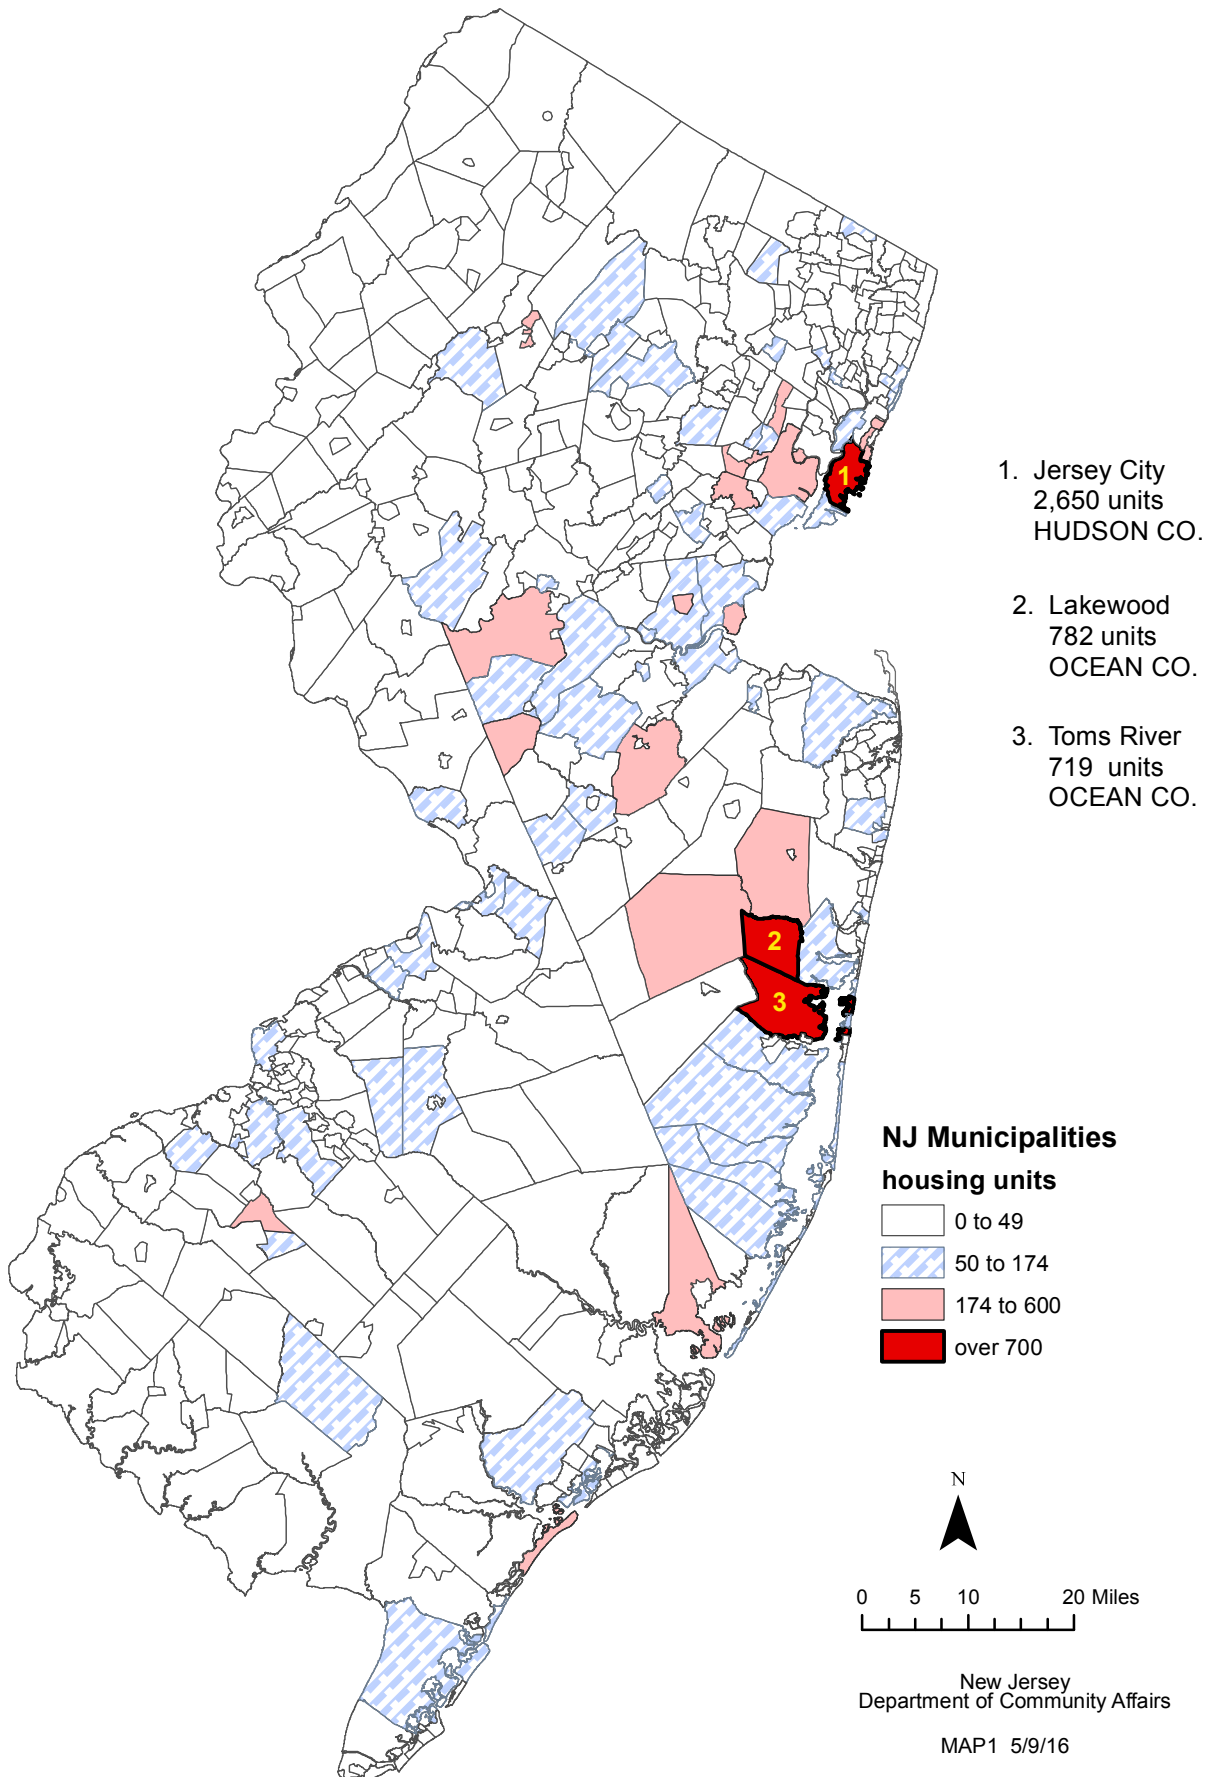 1
2
3
1. Jersey City
2,650 units
HUDSON CO.
2. Lakewood
782 units
OCEAN CO.
3. Toms River
719 units
OCEAN CO.
NJ Municipalities
housing units
0 to 49
50 to 174
174 to 600
over 700
N
0 5 10 20 Miles
New Jersey
Department of Community Affairs
MAP1 5/9/16